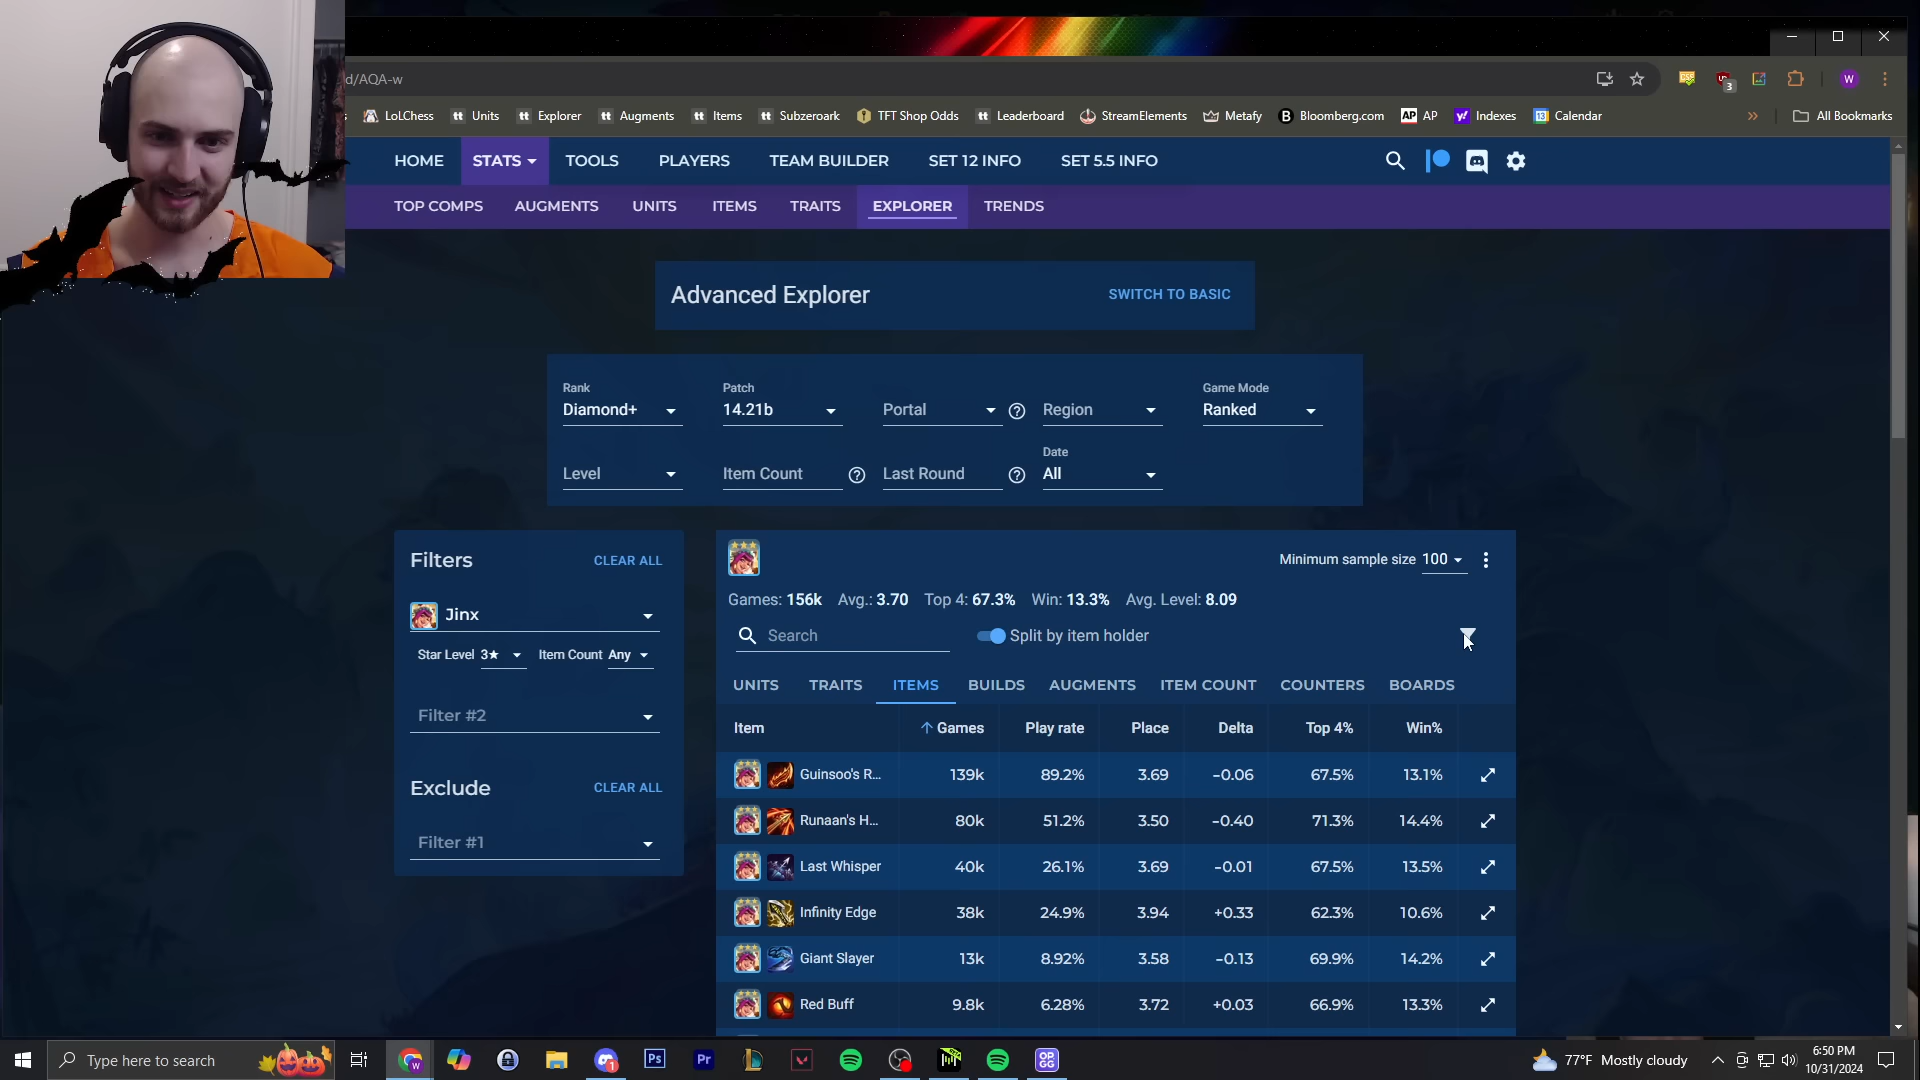 d/AQA-w
LoLChess Units Explorer Augments Items Subzeroark TFT Shop Odds Leaderboard StreamElements Metafy Bloomberg.com AP AP Indexes Calendar » All Bookmarks
HOME STATS TOOLS PLAYERS TEAM BUILDER SET 12 INFO SET 5.5 INFO
TOP COMPS AUGMENTS UNITS ITEMS TRAITS EXPLORER TRENDS
Advanced Explorer SWITCH TO BASIC
Rank Patch Game Mode
Diamond+ 14.21b Portal Region Ranked
Date
Level Item Count Last Round All
Filters CLEAR ALL
Jinx
Star Level 3★ Item Count Any
Filter #2
Exclude CLEAR ALL
Filter #1
Minimum sample size 100
Games: 156k Avg.: 3.70 Top 4: 67.3% Win: 13.3% Avg. Level: 8.09
Search Split by item holder
UNITS TRAITS ITEMS BUILDS AUGMENTS ITEM COUNT COUNTERS BOARDS
Item ↑ Games Play rate Place Delta Top 4% Win%
Guinsoo's R... 139k 89.2% 3.69 -0.06 67.5% 13.1%
Runaan's H... 80k 51.2% 3.50 -0.40 71.3% 14.4%
Last Whisper 40k 26.1% 3.69 -0.01 67.5% 13.5%
Infinity Edge 38k 24.9% 3.94 +0.33 62.3% 10.6%
Giant Slayer 13k 8.92% 3.58 -0.13 69.9% 14.2%
Red Buff 9.8k 6.28% 3.72 +0.03 66.9% 13.3%
Type here to search Ps Pr OP GG 77°F Mostly cloudy 6:50 PM
10/31/2024